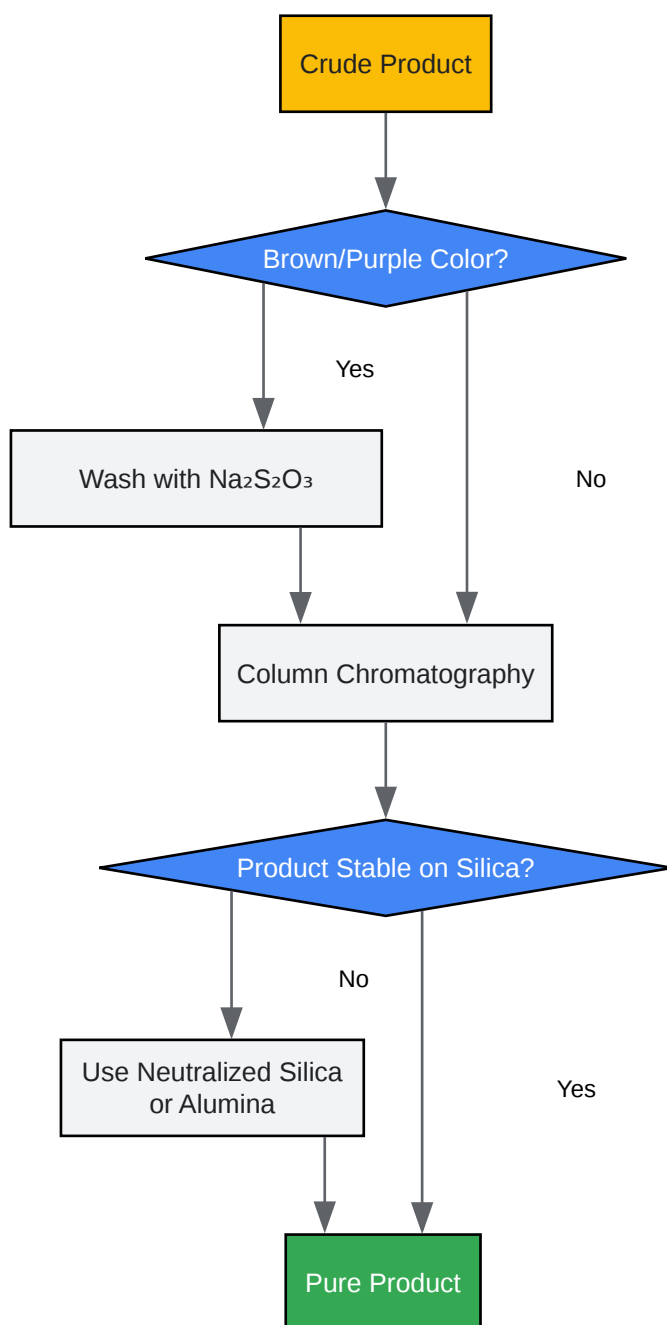 Crude Product
Brown/Purple Color?
Yes
Wash with Na₂S₂O₃
No
Column Chromatography
Product Stable on Silica?
No
Use Neutralized Silica
or Alumina
Yes
Pure Product